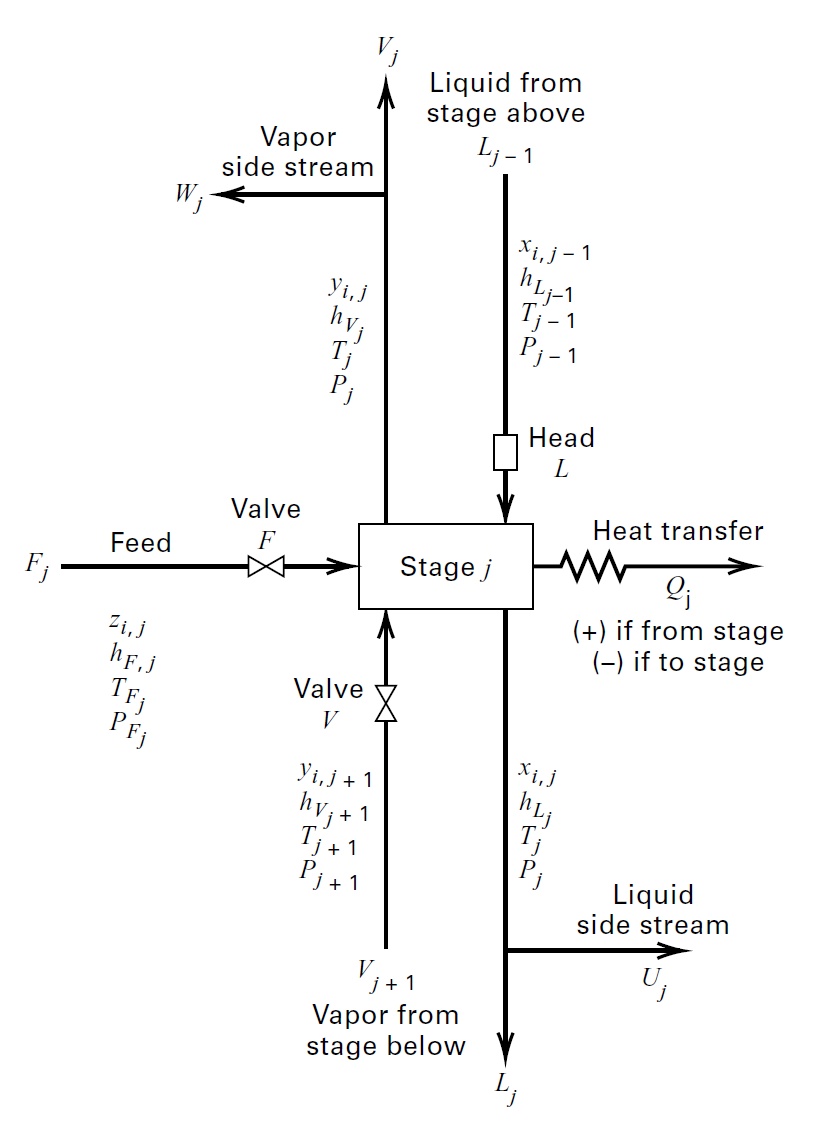 V_j
Liquid from
stage above
L_{j – 1}
Vapor
side stream
W_j
x_{i, j – 1}
h_{L_{j–1}}
T_{j – 1}
P_{j – 1}
y_{i, j}
h_{V_j}
T_j
P_j
Head
L
Valve
F
Feed
F_j
Stage j
Heat transfer
Q_j
(+) if from stage
(–) if to stage
z_{i, j}
h_{F, j}
T_{F_j}
P_{F_j}
Valve
V
y_{i, j + 1}
h_{V_{j + 1}}
T_{j + 1}
P_{j + 1}
x_{i, j}
h_{L_j}
T_j
P_j
Liquid
side stream
U_j
V_{j + 1}
Vapor from
stage below
L_j